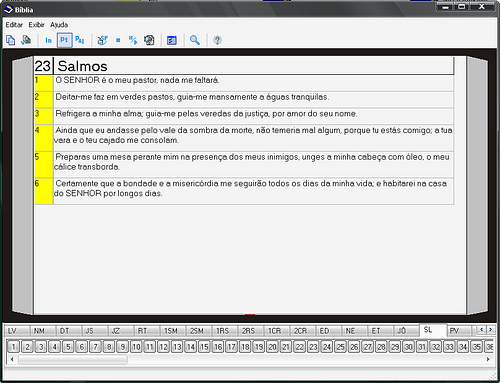 Bíblia
Editar Exibir Ajuda
In Pt
23 Salmos
1 O SENHOR é o meu pastor, nada me faltará.
2 Deitar-me faz em verdes pastos, guia-me mansamente a águas tranquilas.
3 Refrigera a minha alma; guia-me pelas veredas da justiça, por amor do seu nome.
4 Ainda que eu andasse pelo vale da sombra da morte, não temeria mal algum, porque tu estás comigo; a tua
vara e o teu cajado me consolam.
5 Preparas uma mesa perante mim na presença dos meus inimigos, unges a minha cabeça com óleo, o meu
cálice transborda.
6 Certamente que a bondade e a misericórdia me seguirão todos os dias da minha vida; e habitarei na casa
do SENHOR por longos dias.
LV NM DT JS JZ RT 1SM 2SM 1RS 2RS 1CR 2CR ED NE ET JÓ SL PV
1 2 3 4 5 6 7 8 9 10 11 12 13 14 15 16 17 18 19 20 21 22 23 24 25 26 27 28 29 30 31 32 33 34 35